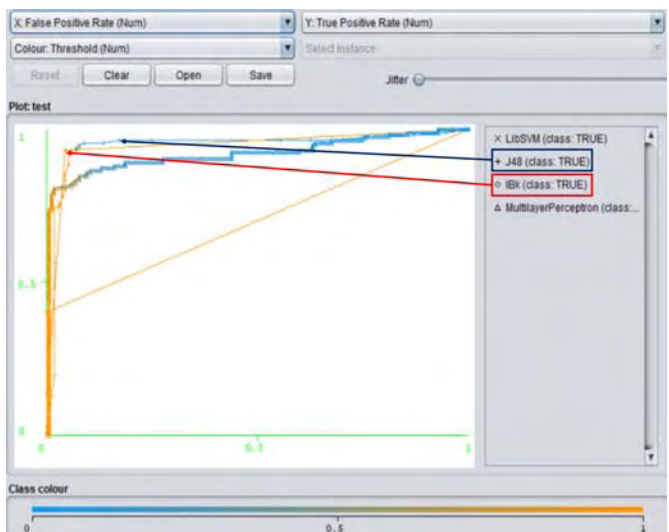 X: False Positive Rate (Num)
Y: True Positive Rate (Num)
Colour: Threshold (Num)
Select Instance
Reset
Clear
Open
Save
Jitter
Plot: test
1
0.5
0
0
0.5
1
× LibSVM (class: TRUE)
+ J48 (class: TRUE)
IBk (class: TRUE)
MultilayerPerceptron (class:...
Class colour
0
0.5
1